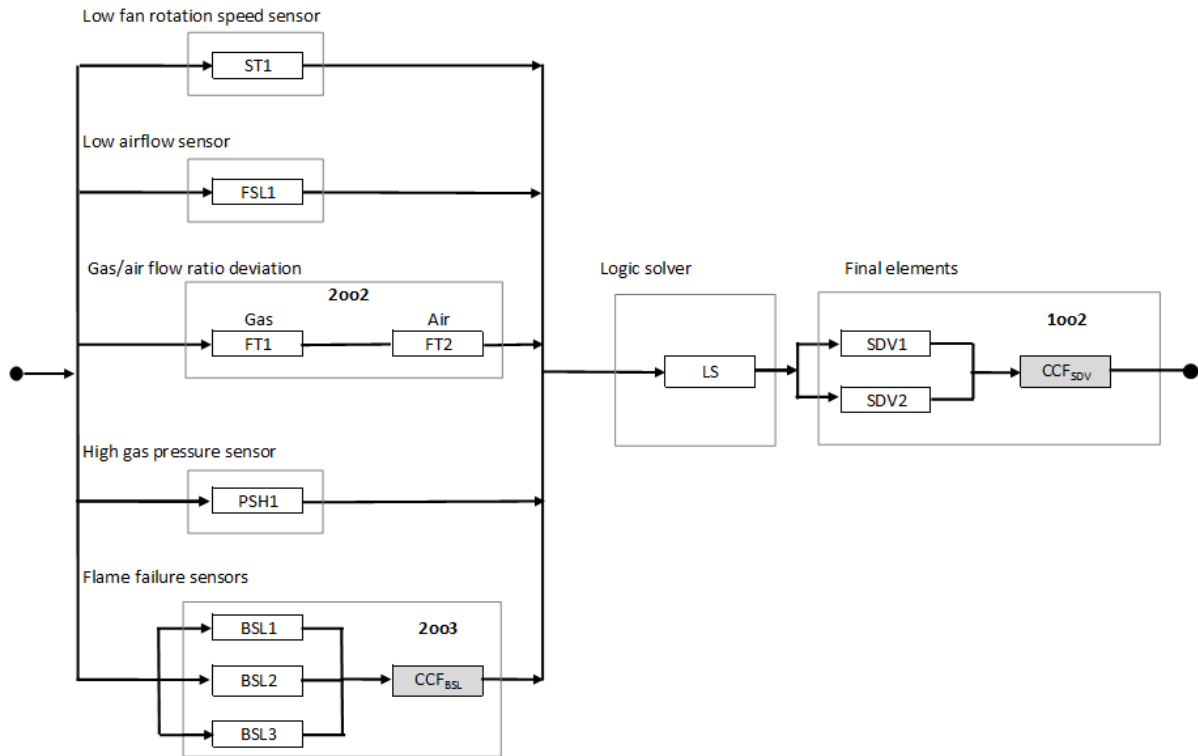 Low fan rotation speed sensor
ST1
Low airflow sensor
FSL1
Gas/air flow ratio deviation
2oo2
Gas
FT1
Air
FT2
High gas pressure sensor
PSH1
Flame failure sensors
2oo3
BSL1
BSL2
BSL3
CCF_BSL
Logic solver
LS
Final elements
1oo2
SDV1
SDV2
CCF_SDV